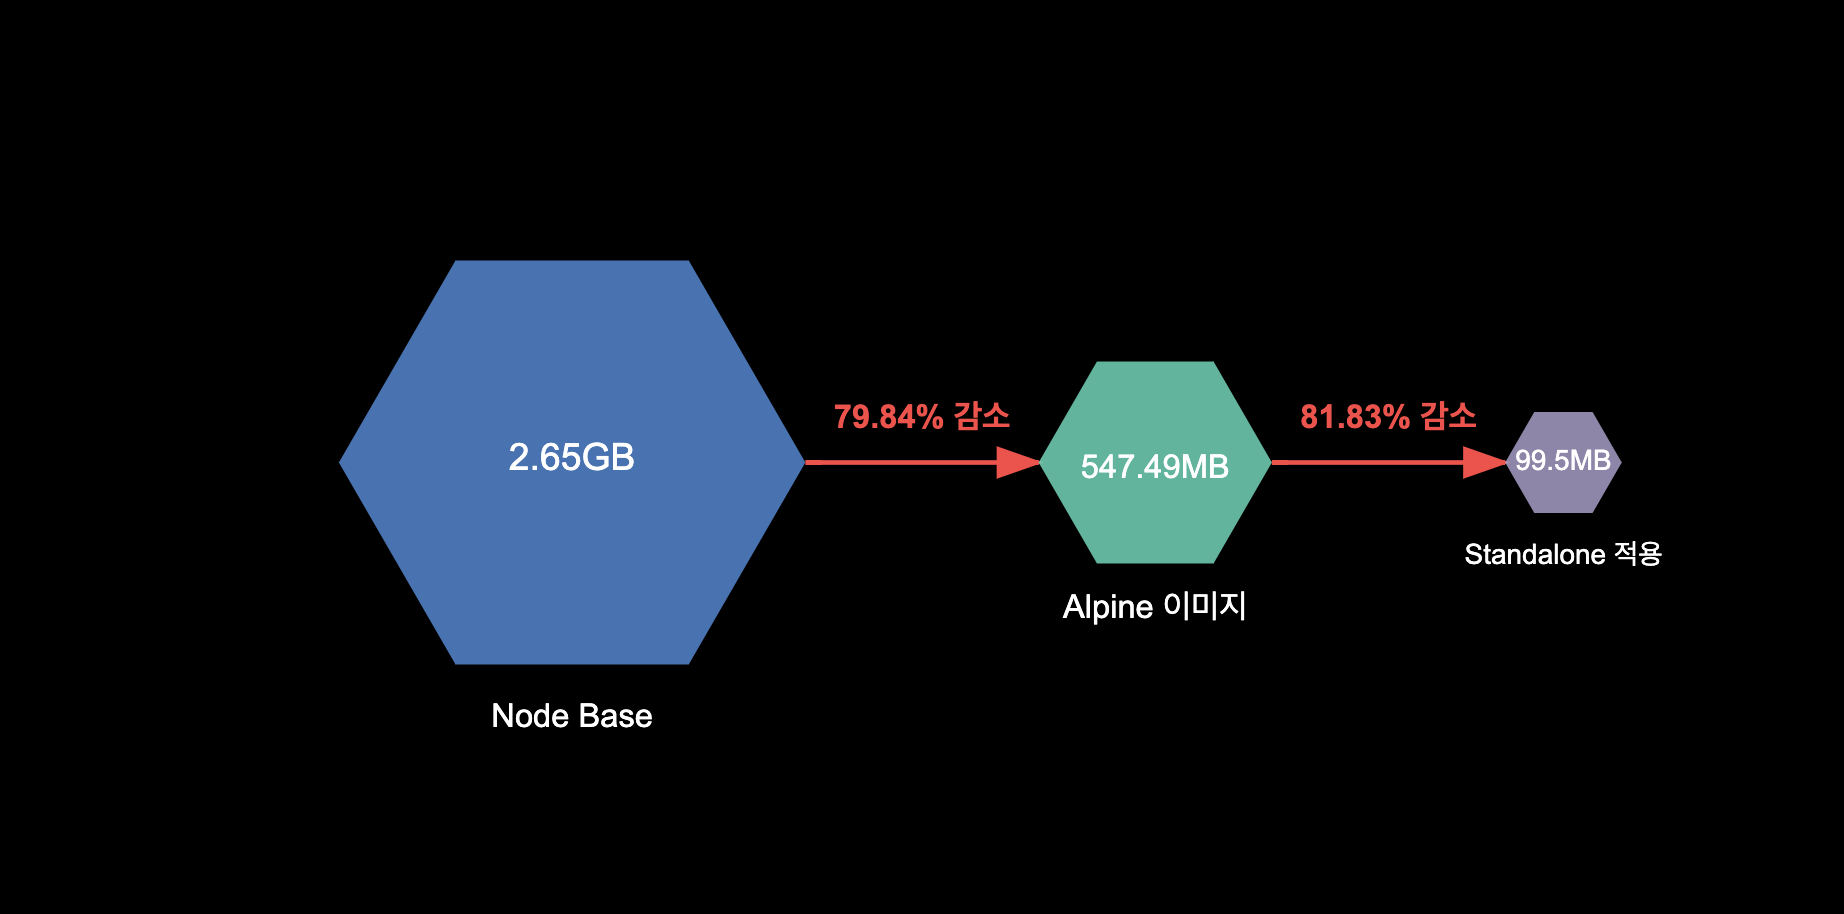 2.65GB
Node Base
79.84% 감소
547.49MB
Alpine 이미지
81.83% 감소
99.5MB
Standalone 적용